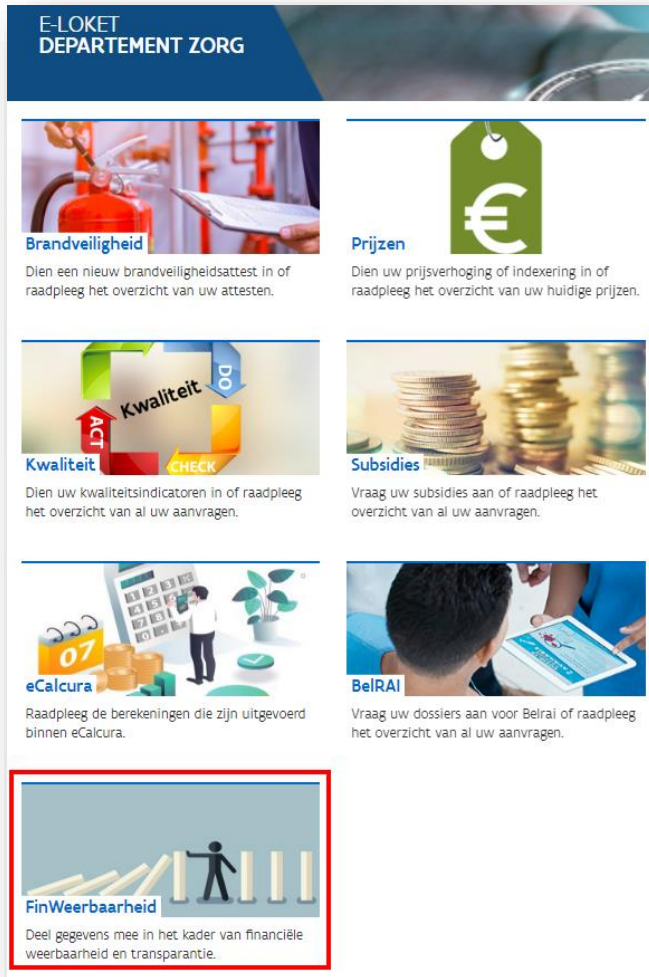 E-LOKET
DEPARTEMENT ZORG
Brandveiligheid
Dien een nieuw brandveiligheidsattest in of
raadpleeg het overzicht van uw attesten.
€
Prijzen
Dien uw prijsverhoging of indexering in of
raadpleeg het overzicht van uw huidige prijzen.
Kwaliteit
DO
ACT
CHECK
Kwaliteit
Dien uw kwaliteitsindicatoren in of raadpleeg
het overzicht van al uw aanvragen.
Subsidies
Vraag uw subsidies aan of raadpleeg het
overzicht van al uw aanvragen.
07
eCalcura
Raadpleeg de berekeningen die zijn uitgevoerd
binnen eCalcura.
BelRAI
Vraag uw dossiers aan voor Belrai of raadpleeg
het overzicht van al uw aanvragen.
FinWeerbaarheid
Deel gegevens mee in het kader van financiële
weerbaarheid en transparantie.